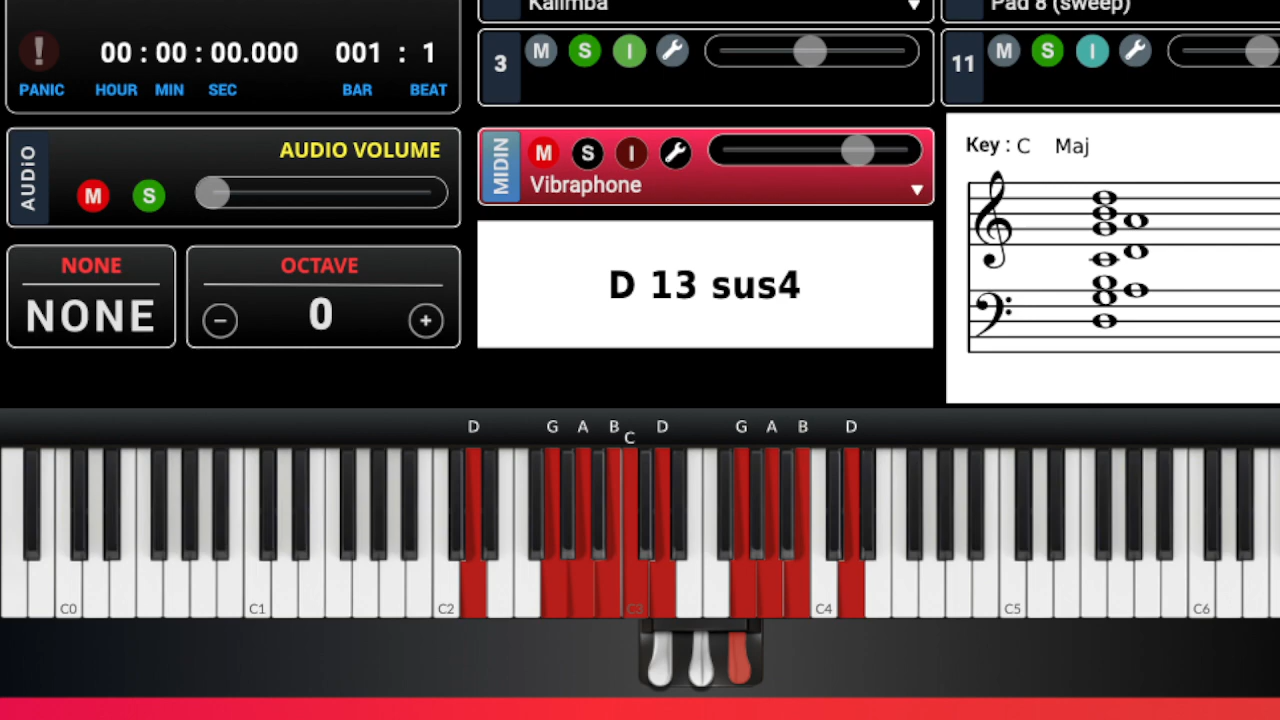 Kalimba
Pad 8 (sweep)
3 M S I
11 M S I
! 00 : 00 : 00.000 001 : 1
PANIC HOUR MIN SEC BAR BEAT
AUDiO
AUDIO VOLUME
M S
MIDIN
M S I
Vibraphone
Key : C Maj
NONE
NONE
OCTAVE
− 0 +
D 13 sus4
D G A B C D G A B D
C0 C1 C2 C3 C4 C5 C6